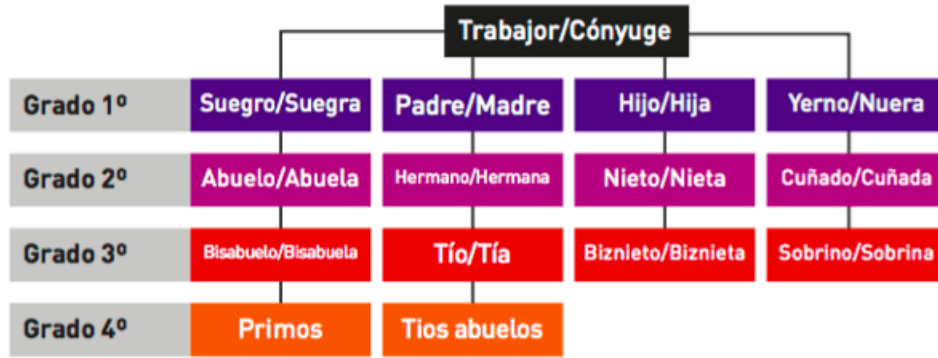 Trabajor/Cónyuge
Grado 1º Suegro/Suegra Padre/Madre Hijo/Hija Yerno/Nuera
Grado 2º Abuelo/Abuela Hermano/Hermana Nieto/Nieta Cuñado/Cuñada
Grado 3º Bisabuelo/Bisabuela Tío/Tía Biznieto/Biznieta Sobrino/Sobrina
Grado 4º Primos Tios abuelos